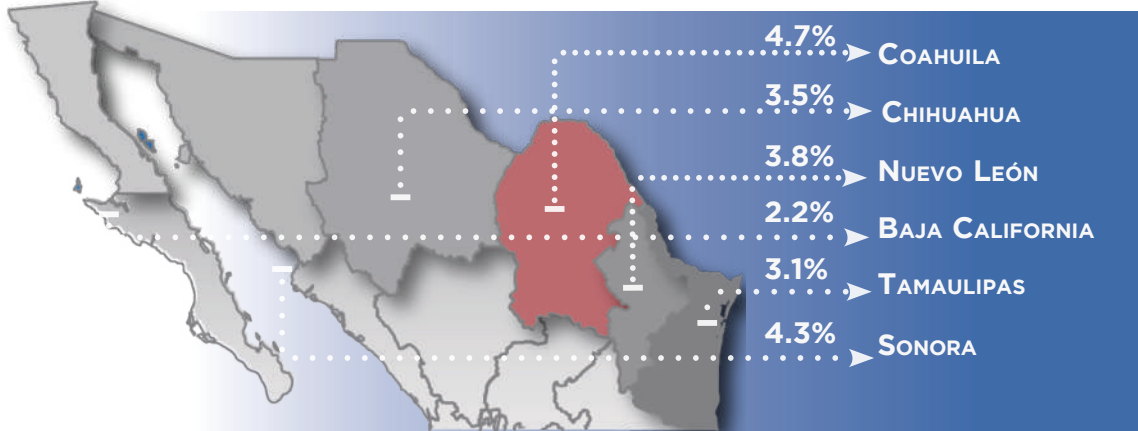 4.7% Coahuila
3.5% Chihuahua
3.8% Nuevo León
2.2% Baja California
3.1% Tamaulipas
4.3% Sonora